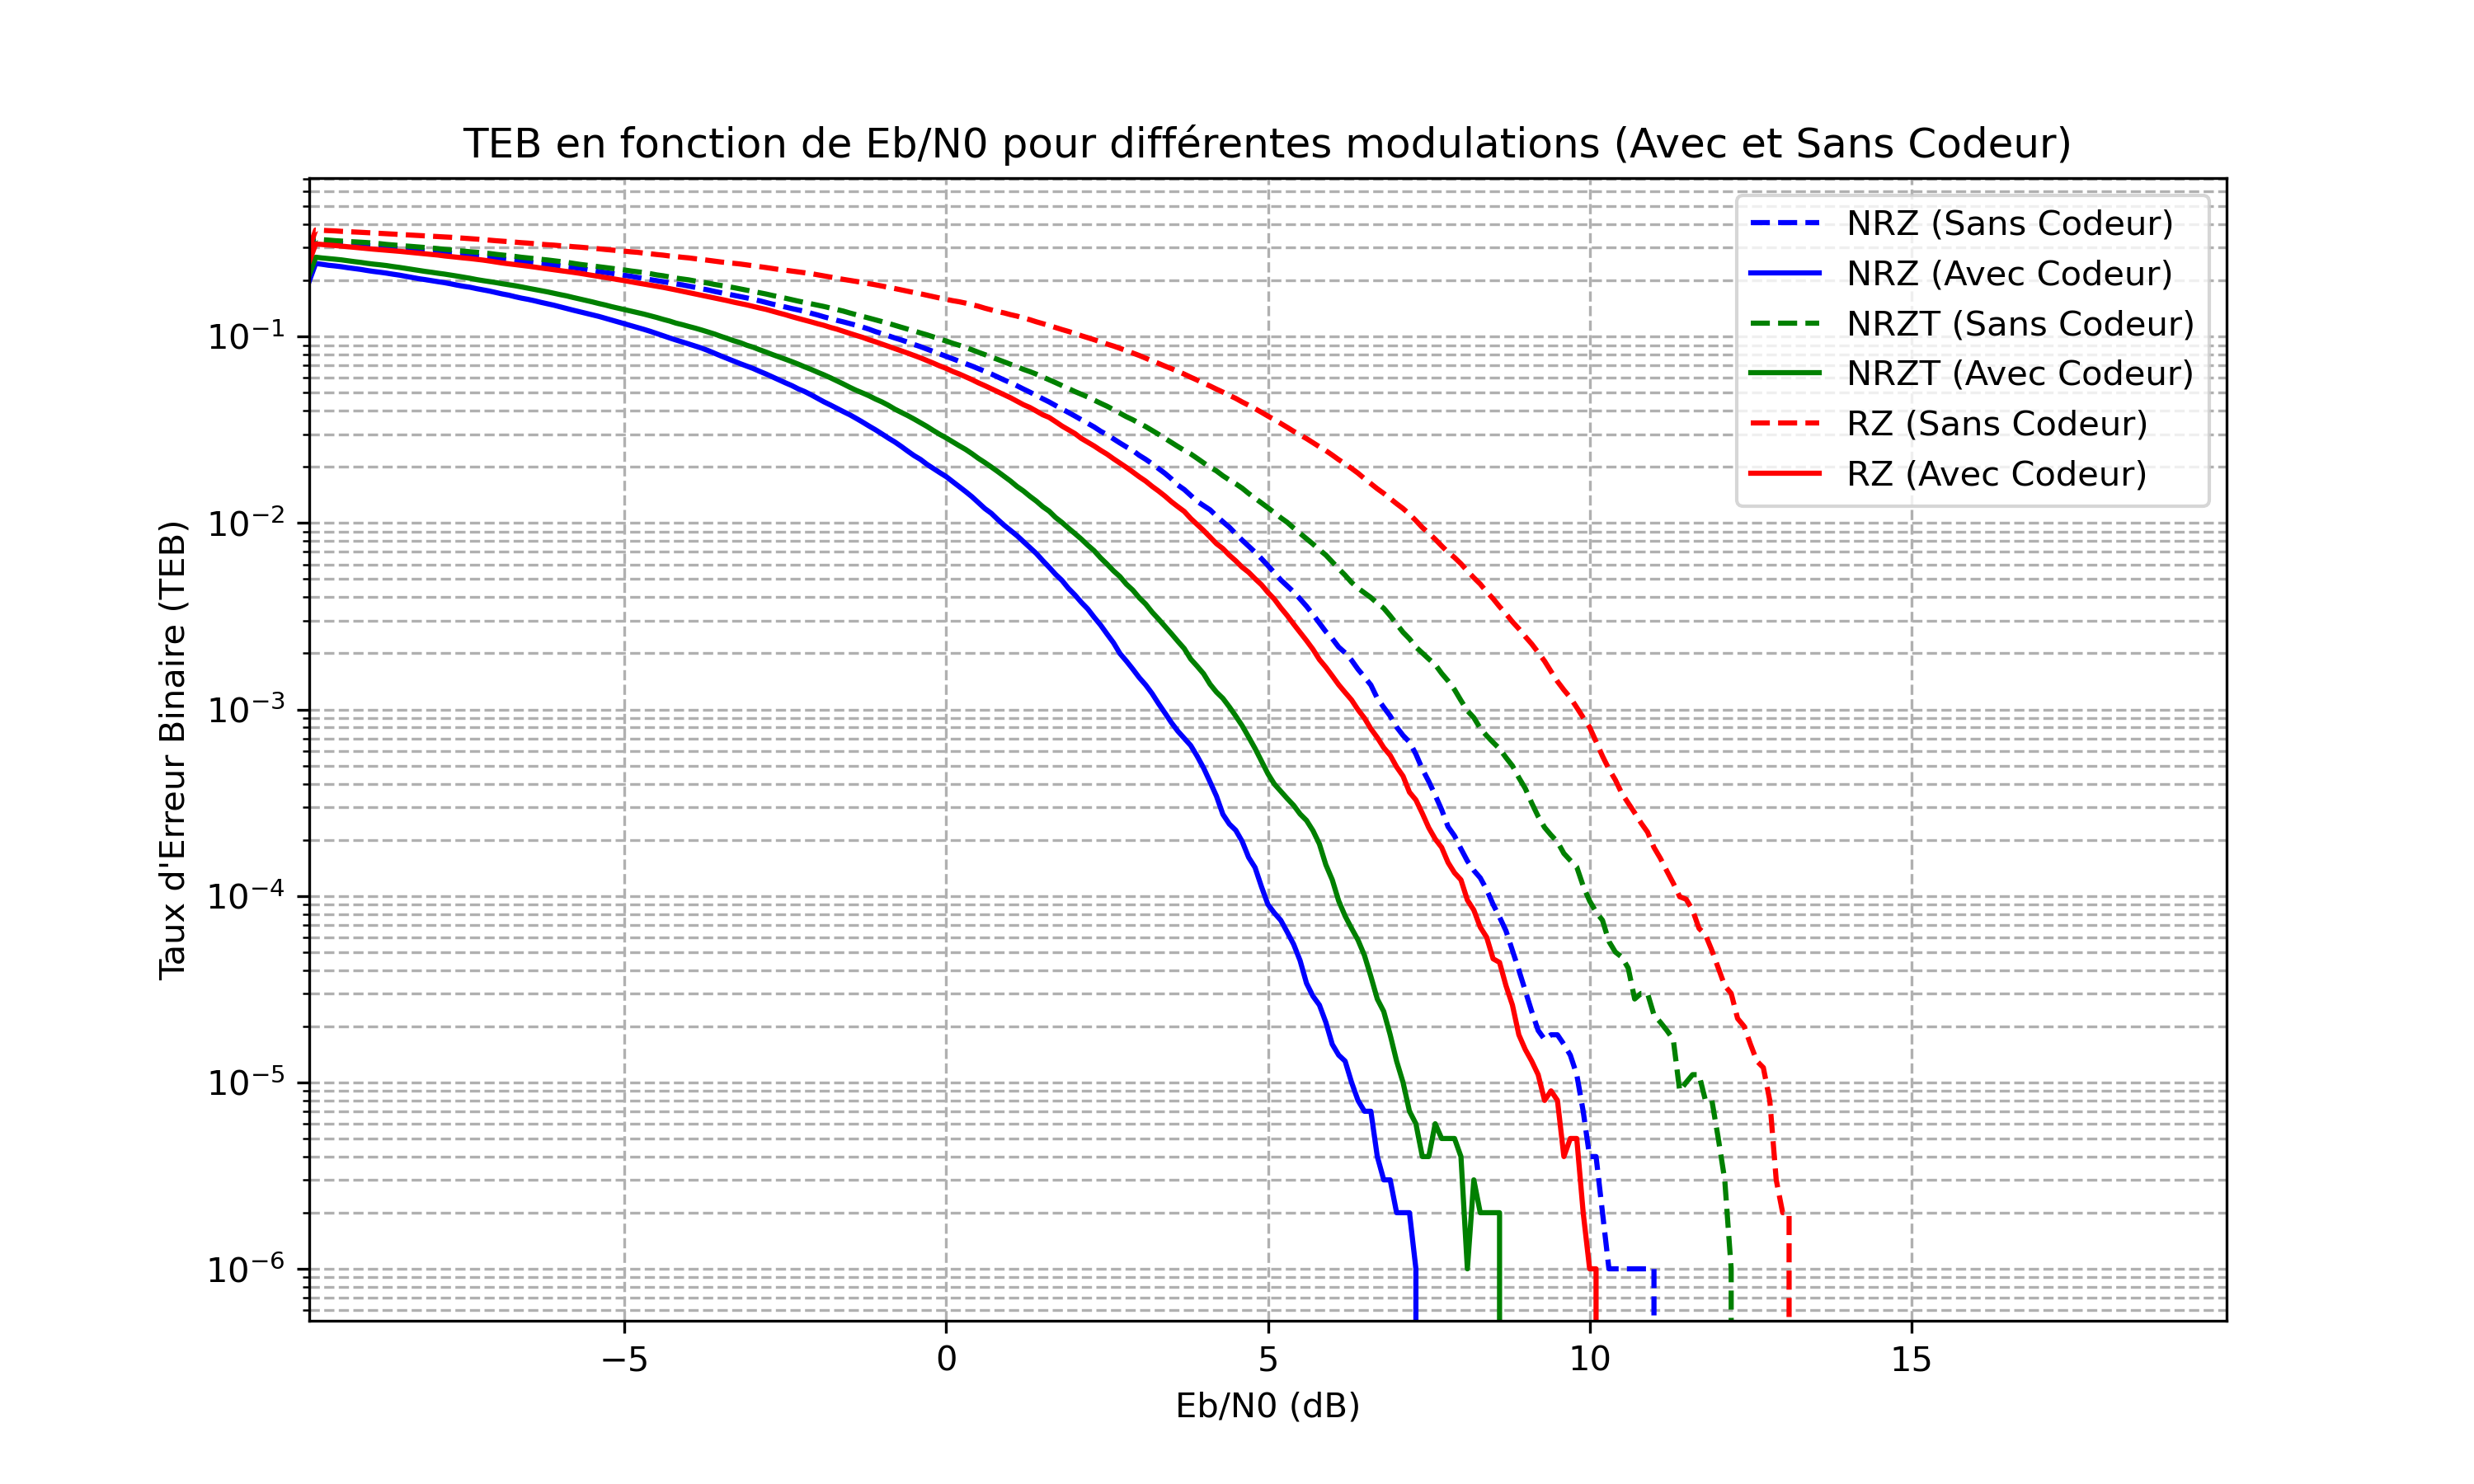 TEB en fonction de Eb/N0 pour différentes modulations (Avec et Sans Codeur)
NRZ (Sans Codeur)
NRZ (Avec Codeur)
NRZT (Sans Codeur)
NRZT (Avec Codeur)
RZ (Sans Codeur)
RZ (Avec Codeur)
Taux d'Erreur Binaire (TEB)
10⁻¹
10⁻²
10⁻³
10⁻⁴
10⁻⁵
10⁻⁶
−5 0 5 10 15
Eb/N0 (dB)